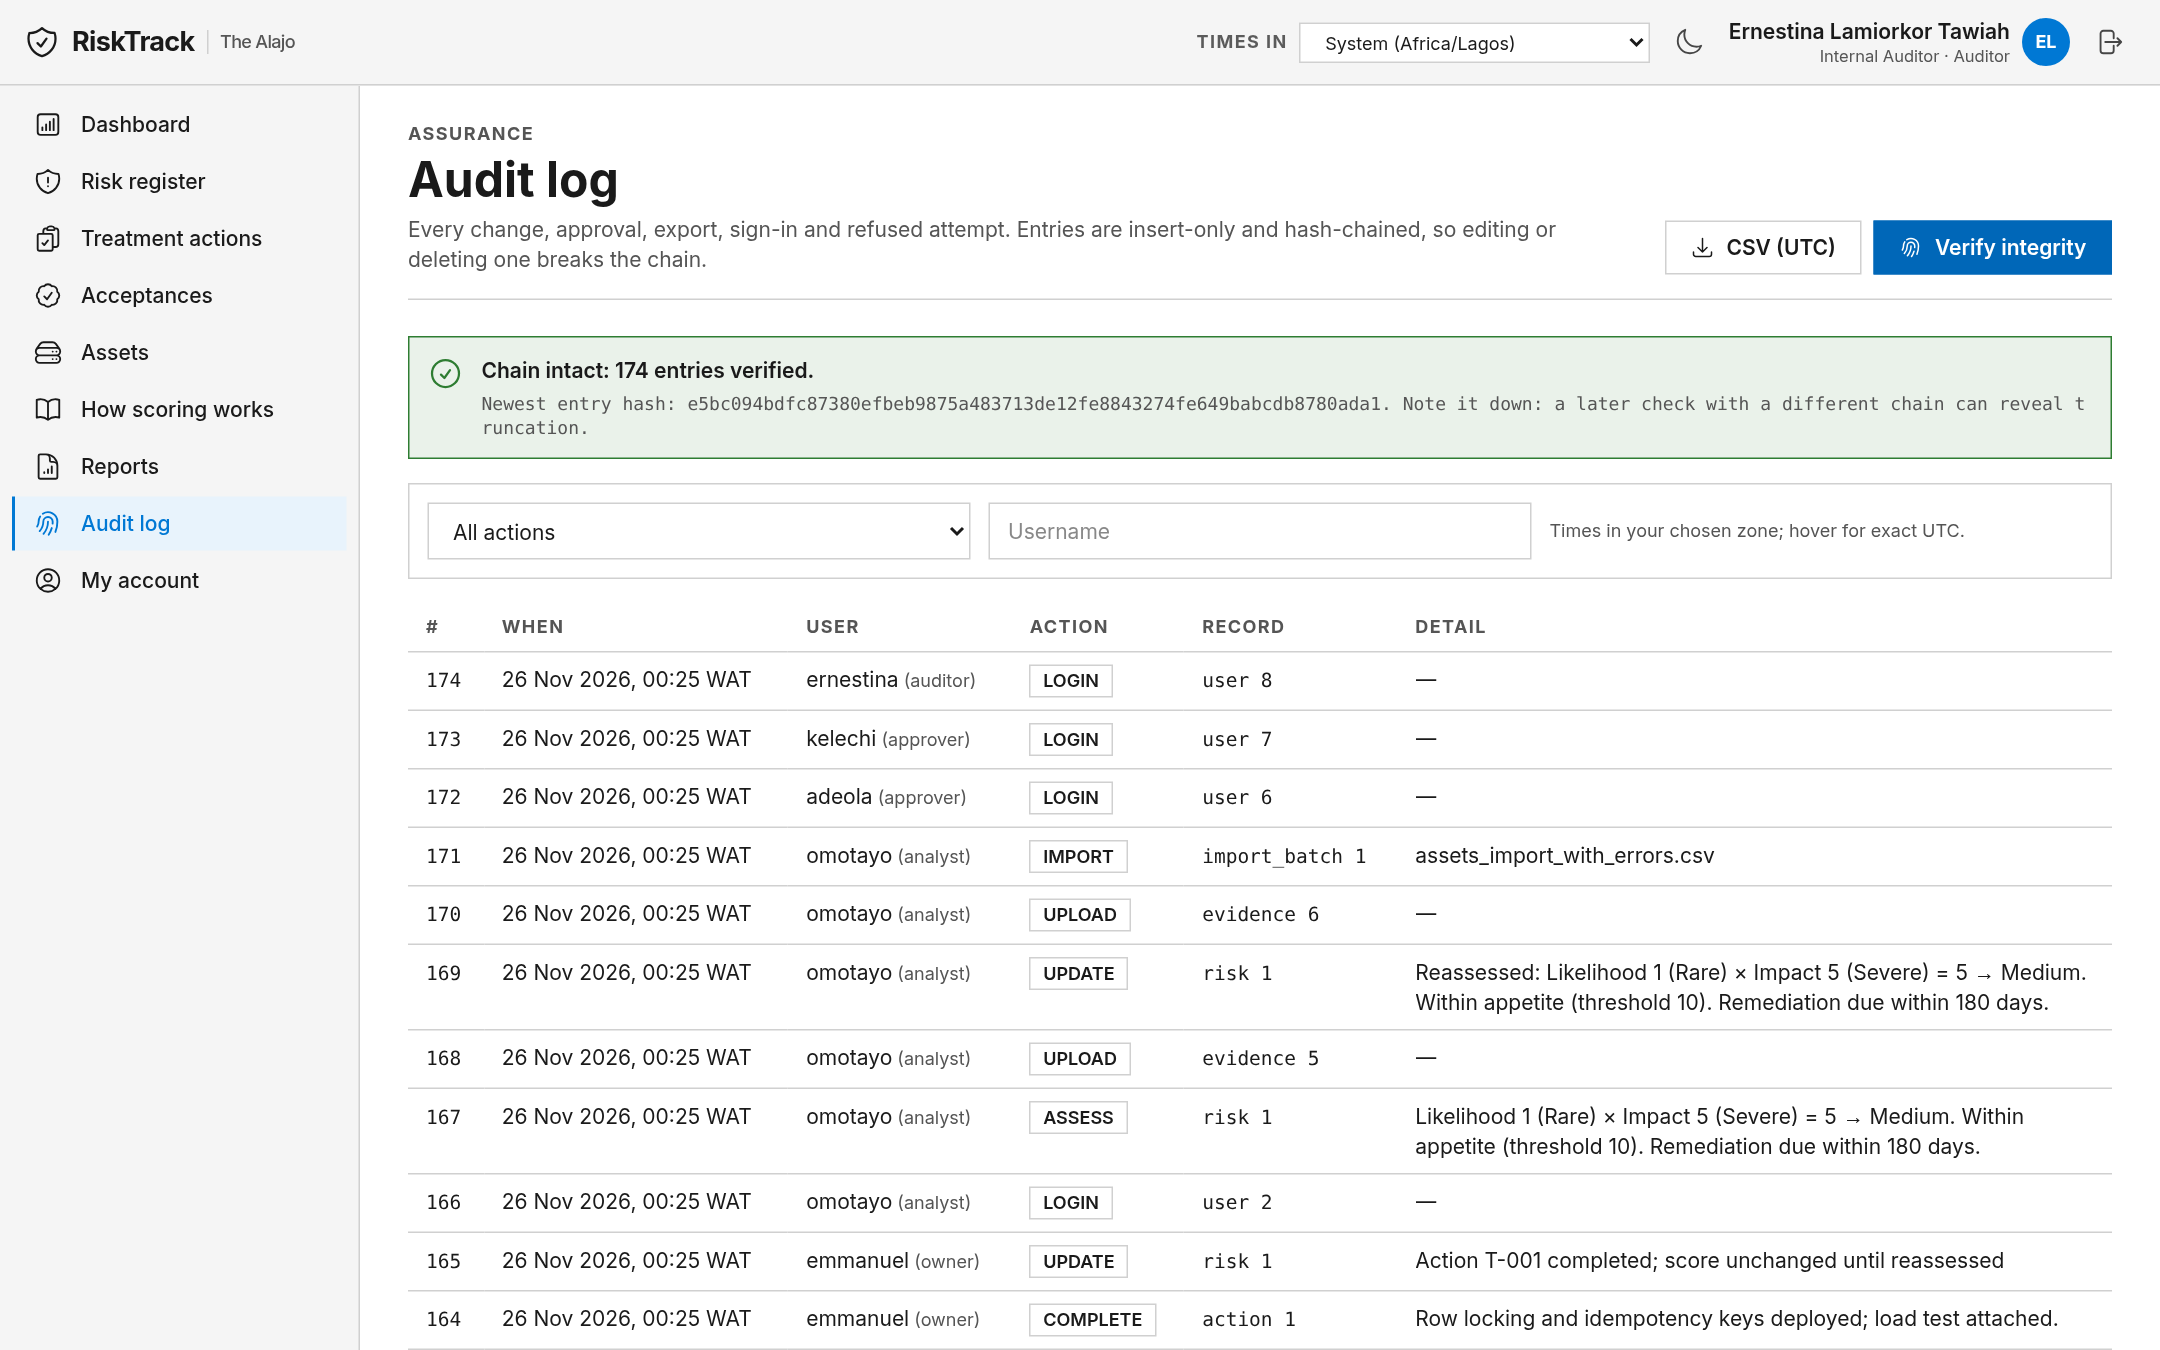 RiskTrack
The Alajo
TIMES IN
System (Africa/Lagos)
Ernestina Lamiorkor Tawiah
Internal Auditor · Auditor
EL
Dashboard
Risk register
Treatment actions
Acceptances
Assets
How scoring works
Reports
Audit log
My account
ASSURANCE
Audit log
Every change, approval, export, sign-in and refused attempt. Entries are insert-only and hash-chained, so editing or
deleting one breaks the chain.
CSV (UTC)
Verify integrity
Chain intact: 174 entries verified.
Newest entry hash: e5bc094bdfc87380efbeb9875a483713de12fe8843274fe649babcdb8780ada1. Note it down: a later check with a different chain can reveal t
runcation.
All actions
Username
Times in your chosen zone; hover for exact UTC.
# WHEN USER ACTION RECORD DETAIL
174 26 Nov 2026, 00:25 WAT ernestina (auditor) LOGIN user 8 —
173 26 Nov 2026, 00:25 WAT kelechi (approver) LOGIN user 7 —
172 26 Nov 2026, 00:25 WAT adeola (approver) LOGIN user 6 —
171 26 Nov 2026, 00:25 WAT omotayo (analyst) IMPORT import_batch 1 assets_import_with_errors.csv
170 26 Nov 2026, 00:25 WAT omotayo (analyst) UPLOAD evidence 6 —
169 26 Nov 2026, 00:25 WAT omotayo (analyst) UPDATE risk 1 Reassessed: Likelihood 1 (Rare) × Impact 5 (Severe) = 5 → Medium.
Within appetite (threshold 10). Remediation due within 180 days.
168 26 Nov 2026, 00:25 WAT omotayo (analyst) UPLOAD evidence 5 —
167 26 Nov 2026, 00:25 WAT omotayo (analyst) ASSESS risk 1 Likelihood 1 (Rare) × Impact 5 (Severe) = 5 → Medium. Within
appetite (threshold 10). Remediation due within 180 days.
166 26 Nov 2026, 00:25 WAT omotayo (analyst) LOGIN user 2 —
165 26 Nov 2026, 00:25 WAT emmanuel (owner) UPDATE risk 1 Action T-001 completed; score unchanged until reassessed
164 26 Nov 2026, 00:25 WAT emmanuel (owner) COMPLETE action 1 Row locking and idempotency keys deployed; load test attached.